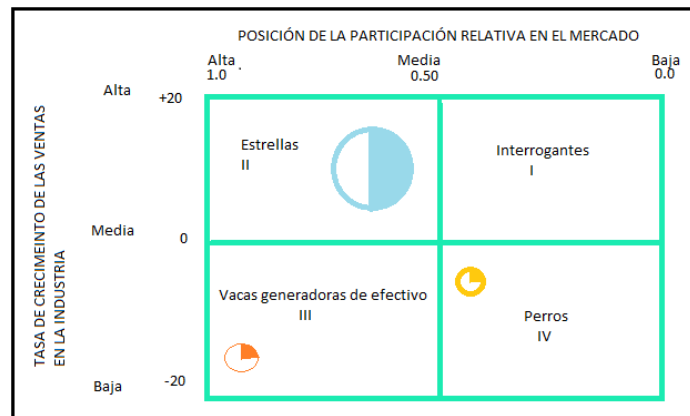 POSICIÓN DE LA PARTICIPACIÓN RELATIVA EN EL MERCADO
Alta Media Baja
1.0 0.50 0.0
TASA DE CRECIMEINTO DE LAS VENTAS
EN LA INDUSTRIA
Alta +20
Estrellas
II
Interrogantes
I
Media 0
Vacas generadoras de efectivo
III
Perros
IV
Baja -20